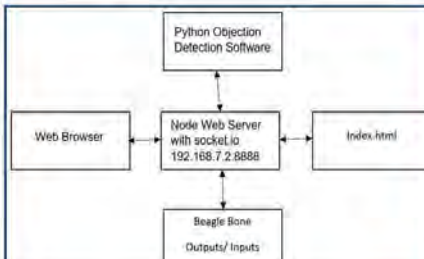 Python Objection
Detection Software
Web Browser
Node Web Server
with socket.io
192.168.7.2:8888
Index.html
Beagle Bone
Outputs/ Inputs